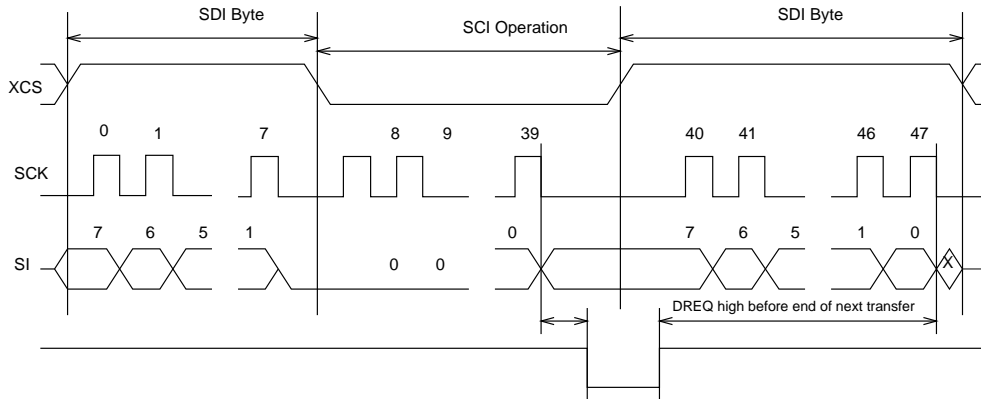 SDI Byte
SCI Operation
SDI Byte
XCS
0 1 7 8 9 39 40 41 46 47
SCK
7 6 5 1 0 7 6 5 1 0
SI
0 0 X
DREQ high before end of next transfer